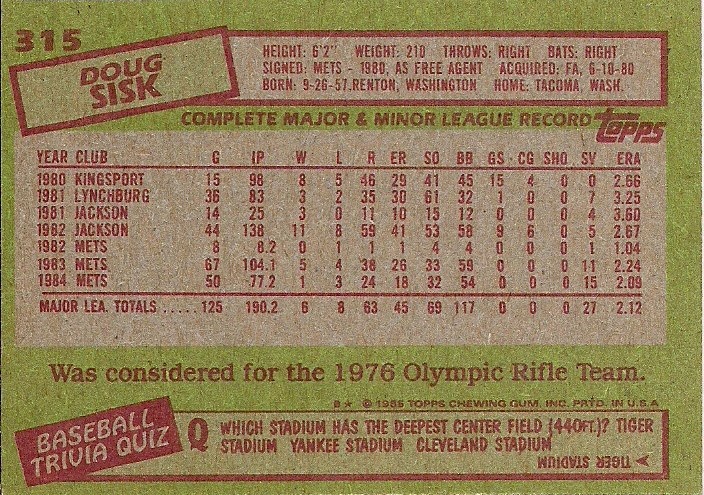 315
DOUG
SISK
HEIGHT: 6'2" WEIGHT: 210 THROWS: RIGHT BATS: RIGHT
SIGNED: METS - 1980, AS FREE AGENT ACQUIRED: FA, 6-10-80
BORN: 9-26-57, RENTON, WASHINGTON HOME: TACOMA, WASH.
COMPLETE MAJOR & MINOR LEAGUE RECORD topps
YEAR CLUB G IP W L R ER SO BB GS CG SHO SV ERA
1980 KINGSPORT 15 98 8 5 46 29 41 45 15 4 0 0 2.66
1981 LYNCHBURG 36 83 3 2 35 30 61 32 1 0 0 7 3.25
1981 JACKSON 14 25 3 0 11 10 15 12 0 0 0 4 3.60
1982 JACKSON 44 138 11 8 59 41 53 58 9 6 0 5 2.67
1982 METS 8 8.2 0 1 1 1 4 4 0 0 0 1 1.04
1983 METS 67 104.1 5 4 38 26 33 59 0 0 0 11 2.24
1984 METS 50 77.2 1 3 24 18 32 54 0 0 0 15 2.09
MAJOR LEA. TOTALS ..... 125 190.2 6 8 63 45 69 117 0 0 0 27 2.12
Was considered for the 1976 Olympic Rifle Team.
B★ © 1985 TOPPS CHEWING GUM, INC. PRTD. IN U.S.A
BASEBALL
TRIVIA QUIZ
Q WHICH STADIUM HAS THE DEEPEST CENTER FIELD (440FT.)? TIGER
STADIUM YANKEE STADIUM CLEVELAND STADIUM
TIGER STADIUM